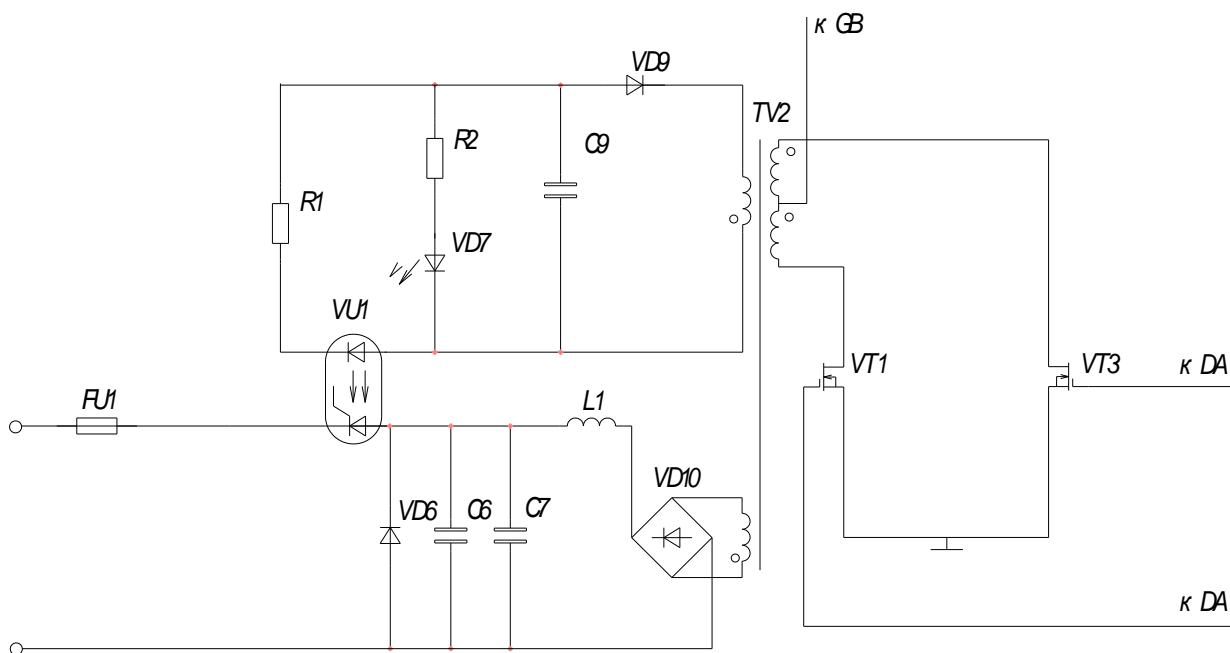 к GB
VD9
TV2
R2
C9
R1
VD7
VU1
VT1
VT3
к DA
FU1
L1
VD10
VD6
C6
C7
к DA